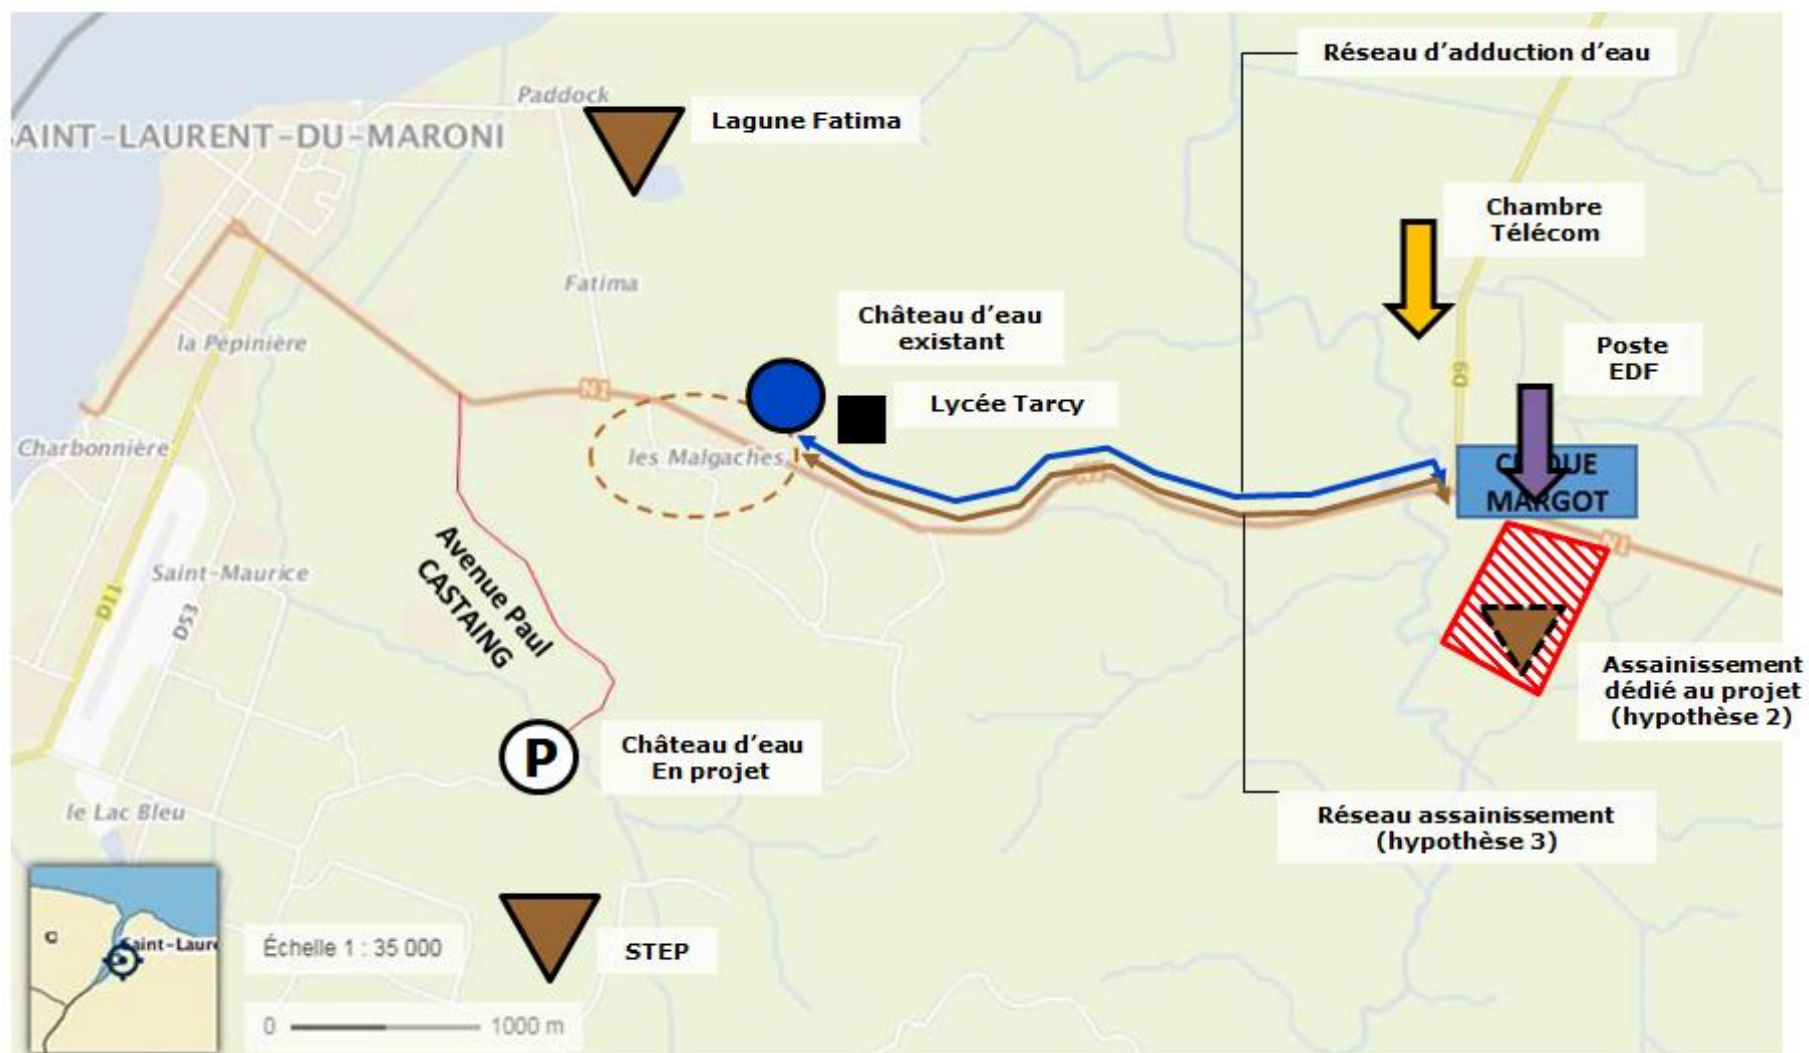 Réseau d'adduction d'eau
Paddock
Lagune Fatima
SAINT-LAURENT-DU-MARONI
Chambre
Télécom
Fatima
Château d'eau
existant
la Pépinière
Poste
EDF
D9
N1
Lycée Tarcy
Charbonnière
les Malgaches
N1
MARGOT
N1
Avenue Paul
CASTAING
Saint-Maurice
D11
D53
Assainissement
dédié au projet
(hypothèse 2)
P
Château d'eau
En projet
le Lac Bleu
Réseau assainissement
(hypothèse 3)
Saint-Laure
Échelle 1 : 35 000
STEP
0 1000 m